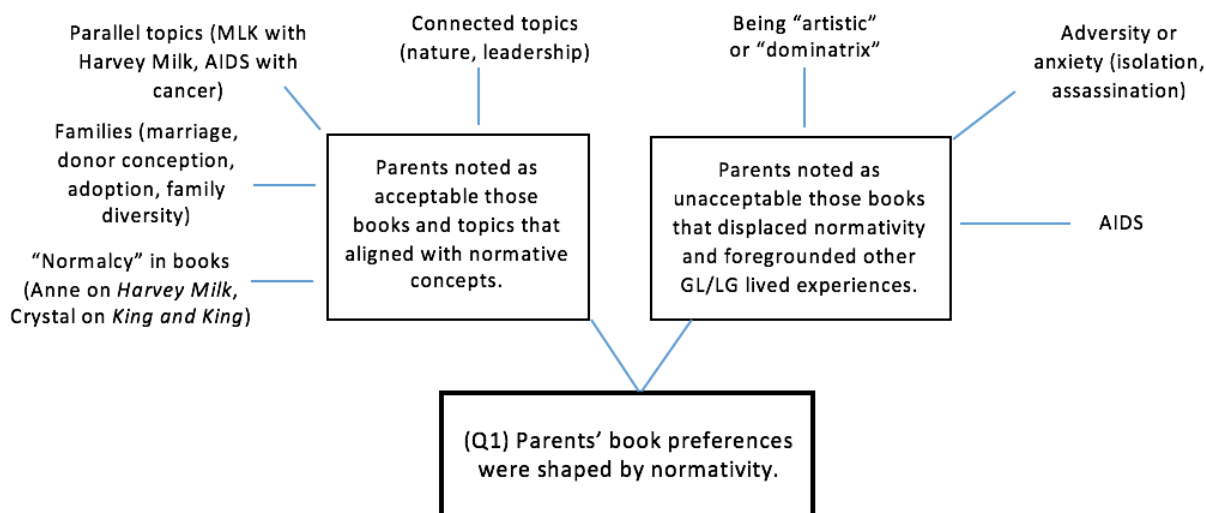 Parallel topics (MLK with
Harvey Milk, AIDS with
cancer)
Families (marriage,
donor conception,
adoption, family
diversity)
“Normalcy” in books
(Anne on Harvey Milk,
Crystal on King and King)
Connected topics
(nature, leadership)
Parents noted as
acceptable those
books and topics that
aligned with normative
concepts.
Being “artistic”
or “dominatrix”
Adversity or
anxiety (isolation,
assassination)
Parents noted as
unacceptable those books
that displaced normativity
and foregrounded other
GL/LG lived experiences.
AIDS
(Q1) Parents’ book preferences
were shaped by normativity.